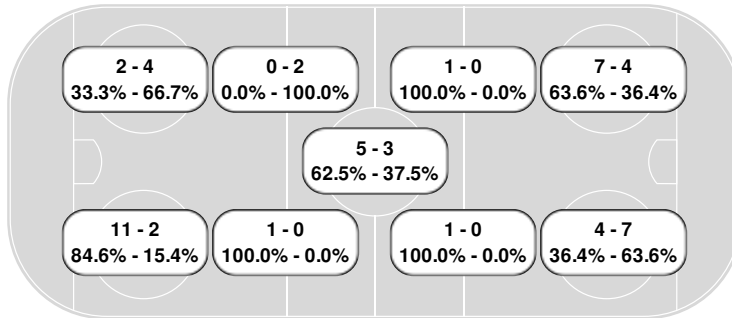 2 - 4
33.3% - 66.7%
0 - 2
0.0% - 100.0%
1 - 0
100.0% - 0.0%
7 - 4
63.6% - 36.4%
5 - 3
62.5% - 37.5%
11 - 2
84.6% - 15.4%
1 - 0
100.0% - 0.0%
1 - 0
100.0% - 0.0%
4 - 7
36.4% - 63.6%